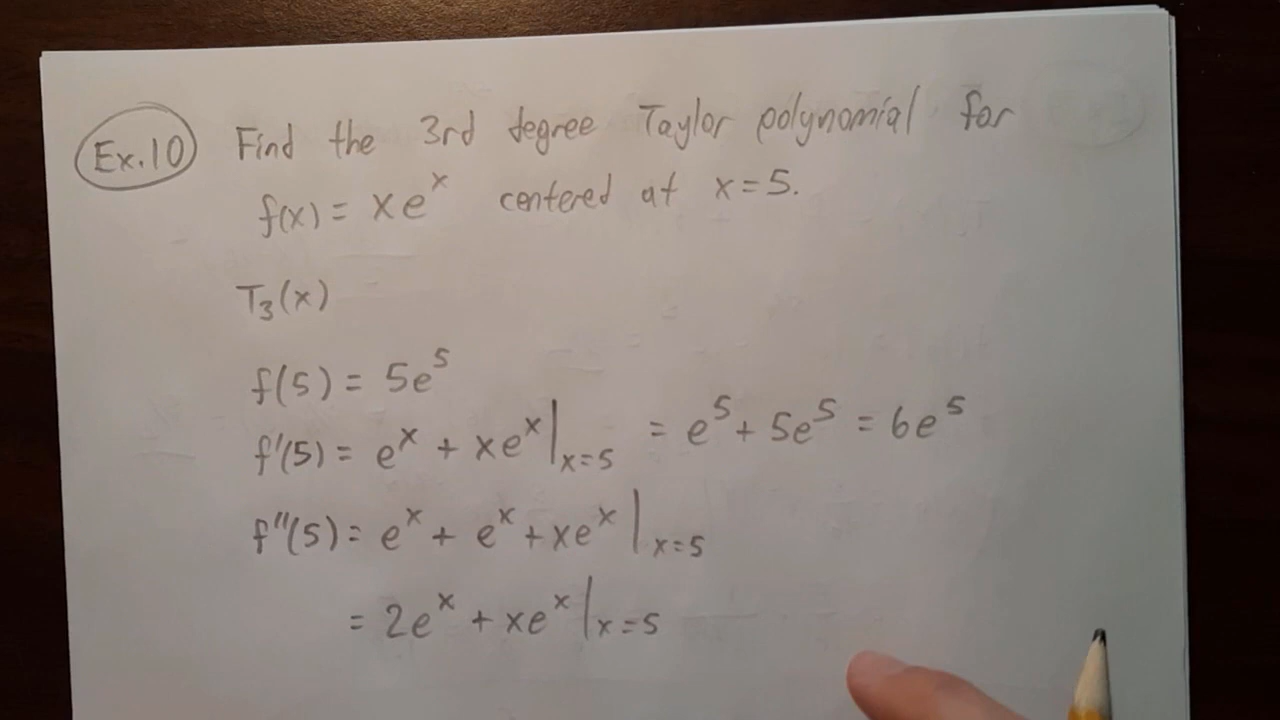 Ex.10 Find the 3rd degree Taylor polynomial for
f(x) = xe^x centered at x=5.
T₃(x)
f(5) = 5e^5
f'(5) = e^x + xe^x|ₓ₌₅ = e^5 + 5e^5 = 6e^5
f"(5) = e^x + e^x + xe^x|ₓ₌₅
= 2e^x + xe^x|ₓ₌₅